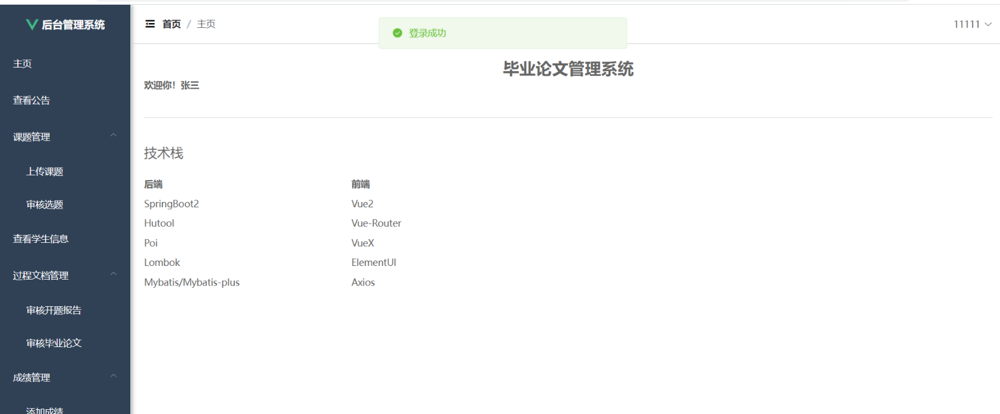 后台管理系统
首页 / 主页
登录成功
11111
主页
查看公告
课题管理
上传课题
审核选题
查看学生信息
过程文档管理
审核开题报告
审核毕业论文
成绩管理
添加成绩
毕业论文管理系统
欢迎你！张三
技术栈
后端 前端
SpringBoot2 Vue2
Hutool Vue-Router
Poi VueX
Lombok ElementUI
Mybatis/Mybatis-plus Axios